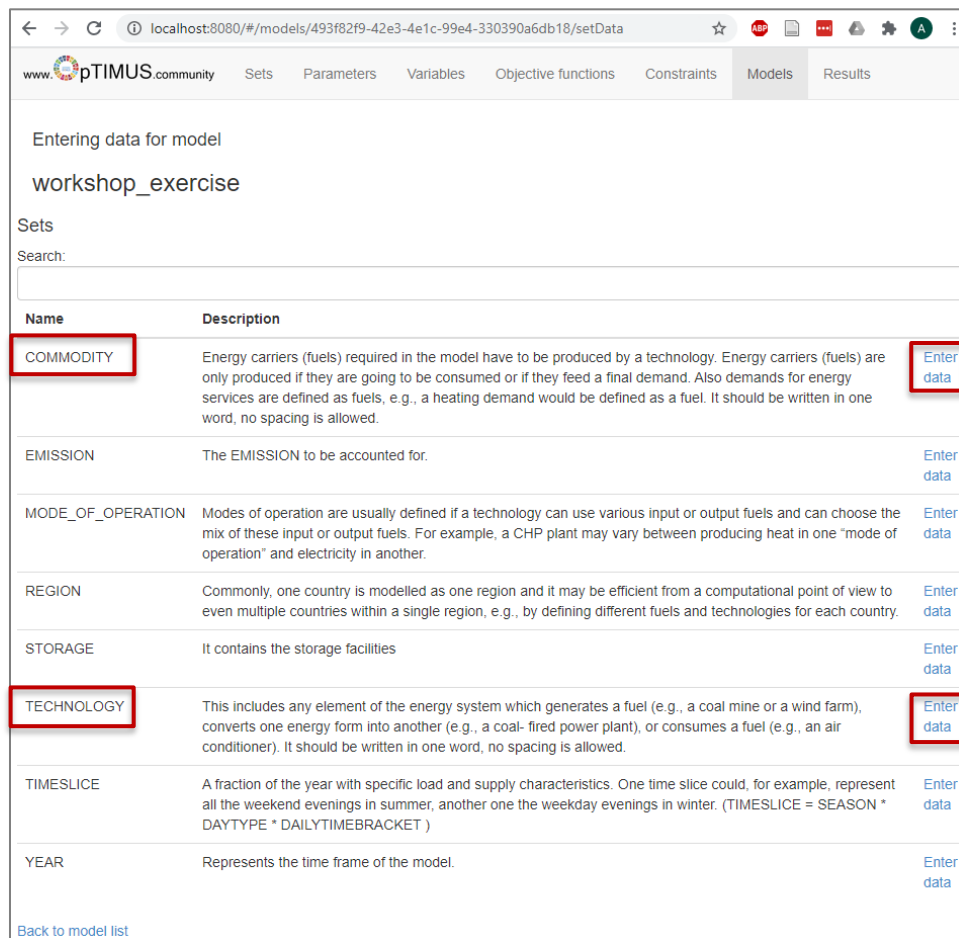 localhost:8080/#/models/493f82f9-42e3-4e1c-99e4-330390a6db18/setData ABP A
www. OpTIMUS.community Sets Parameters Variables Objective functions Constraints Models Results
Entering data for model
workshop_exercise
Sets
Search:
Name Description
COMMODITY Energy carriers (fuels) required in the model have to be produced by a technology. Energy carriers (fuels) are Enter
only produced if they are going to be consumed or if they feed a final demand. Also demands for energy data
services are defined as fuels, e.g., a heating demand would be defined as a fuel. It should be written in one
word, no spacing is allowed.
EMISSION The EMISSION to be accounted for. Enter
data
MODE_OF_OPERATION Modes of operation are usually defined if a technology can use various input or output fuels and can choose the Enter
mix of these input or output fuels. For example, a CHP plant may vary between producing heat in one “mode of data
operation” and electricity in another.
REGION Commonly, one country is modelled as one region and it may be efficient from a computational point of view to Enter
even multiple countries within a single region, e.g., by defining different fuels and technologies for each country. data
STORAGE It contains the storage facilities Enter
data
TECHNOLOGY This includes any element of the energy system which generates a fuel (e.g., a coal mine or a wind farm), Enter
converts one energy form into another (e.g., a coal- fired power plant), or consumes a fuel (e.g., an air data
conditioner). It should be written in one word, no spacing is allowed.
TIMESLICE A fraction of the year with specific load and supply characteristics. One time slice could, for example, represent Enter
all the weekend evenings in summer, another one the weekday evenings in winter. (TIMESLICE = SEASON * data
DAYTYPE * DAILYTIMEBRACKET )
YEAR Represents the time frame of the model. Enter
data
Back to model list